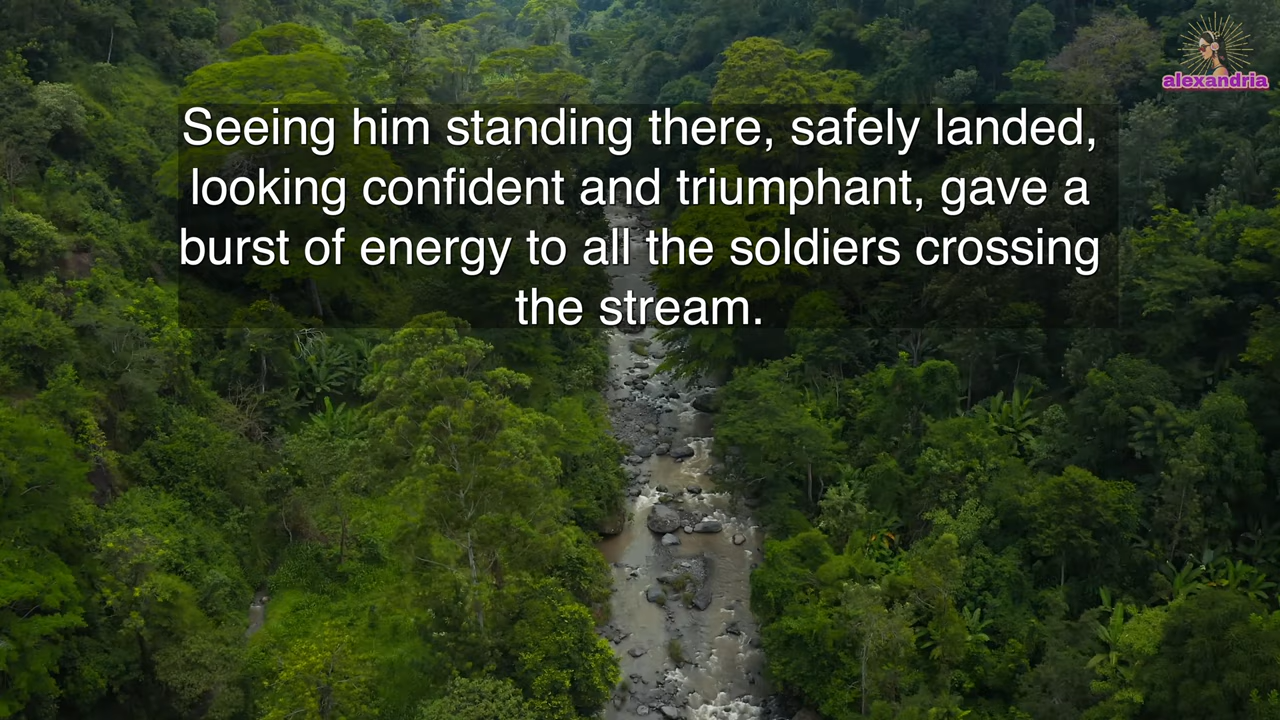 alexandria
Seeing him standing there, safely landed,
looking confident and triumphant, gave a
burst of energy to all the soldiers crossing
the stream.